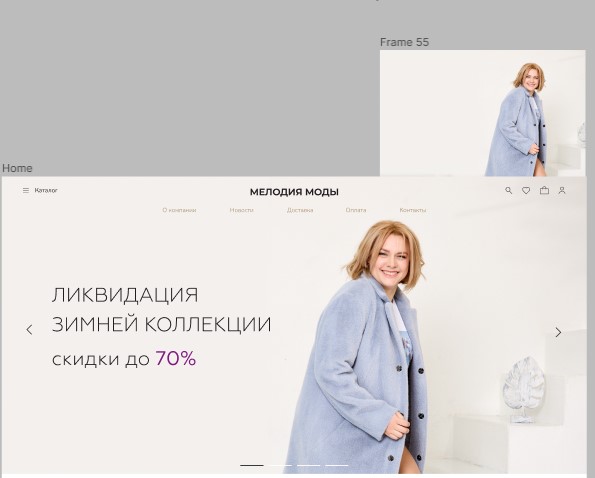 Frame 55
Home
Каталог
МЕЛОДИЯ МОДЫ
О компании Новости Доставка Оплата Контакты
ЛИКВИДАЦИЯ
ЗИМНЕЙ КОЛЛЕКЦИИ
скидки до 70%